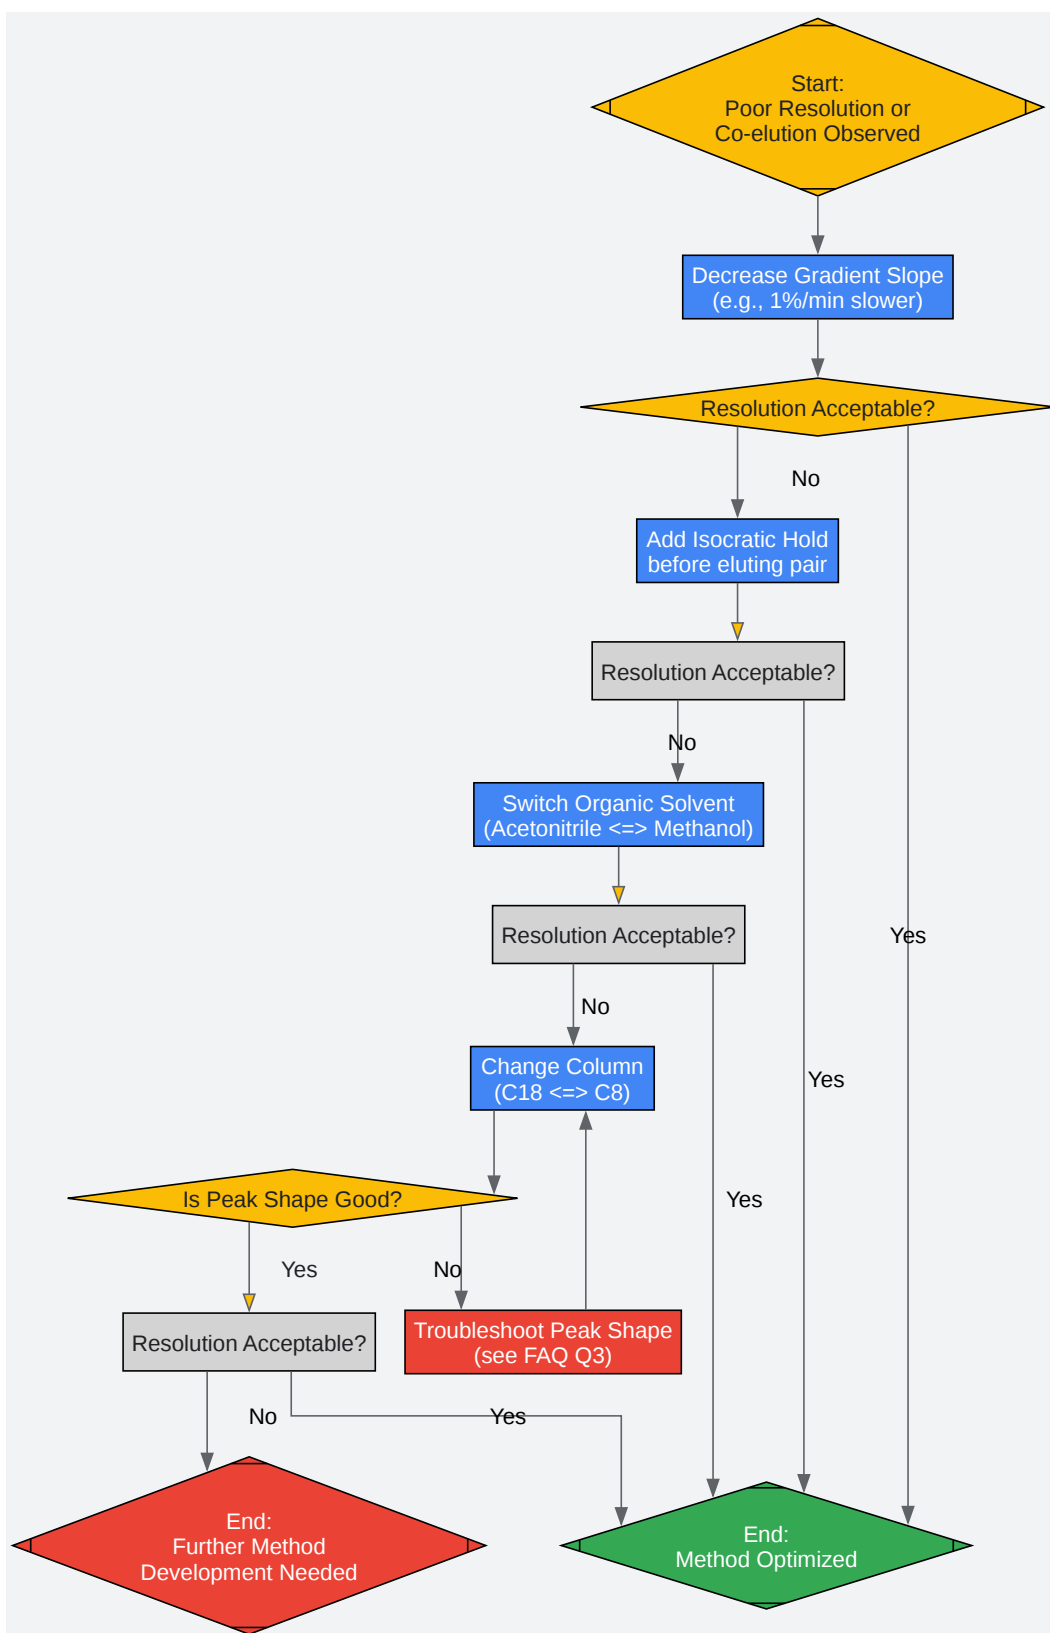 Start:
Poor Resolution or
Co-elution Observed
Decrease Gradient Slope
(e.g., 1%/min slower)
Resolution Acceptable?
No
Add Isocratic Hold
before eluting pair
Resolution Acceptable?
No
Switch Organic Solvent
(Acetonitrile <=> Methanol)
Resolution Acceptable?
Yes
No
Change Column
(C18 <=> C8)
Yes
Is Peak Shape Good?
Yes
Yes
No
Resolution Acceptable?
Troubleshoot Peak Shape
(see FAQ Q3)
No
Yes
End:
Further Method
Development Needed
End:
Method Optimized